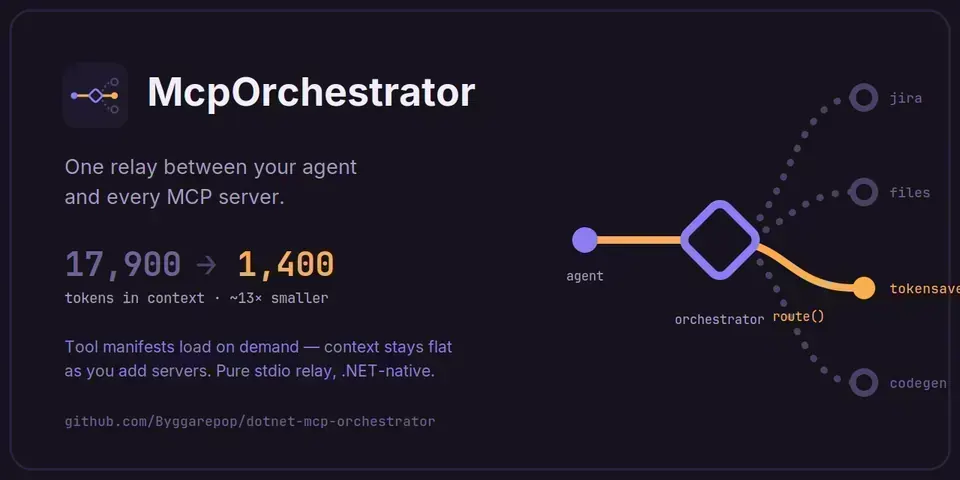 McpOrchestrator
One relay between your agent
and every MCP server.
17,900 → 1,400
tokens in context · ~13× smaller
Tool manifests load on demand — context stays flat
as you add servers. Pure stdio relay, .NET-native.
github.com/Byggarepop/dotnet-mcp-orchestrator
jira
files
agent
tokensave
orchestrator
route()
codegen